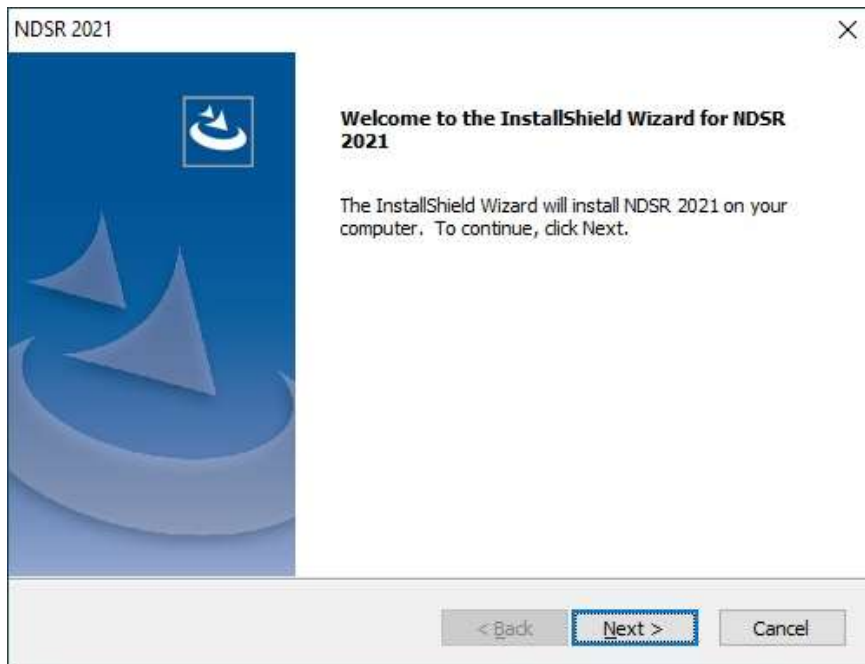 NDSR 2021
Welcome to the InstallShield Wizard for NDSR
2021
The InstallShield Wizard will install NDSR 2021 on your
computer. To continue, click Next.
< Back
Next >
Cancel